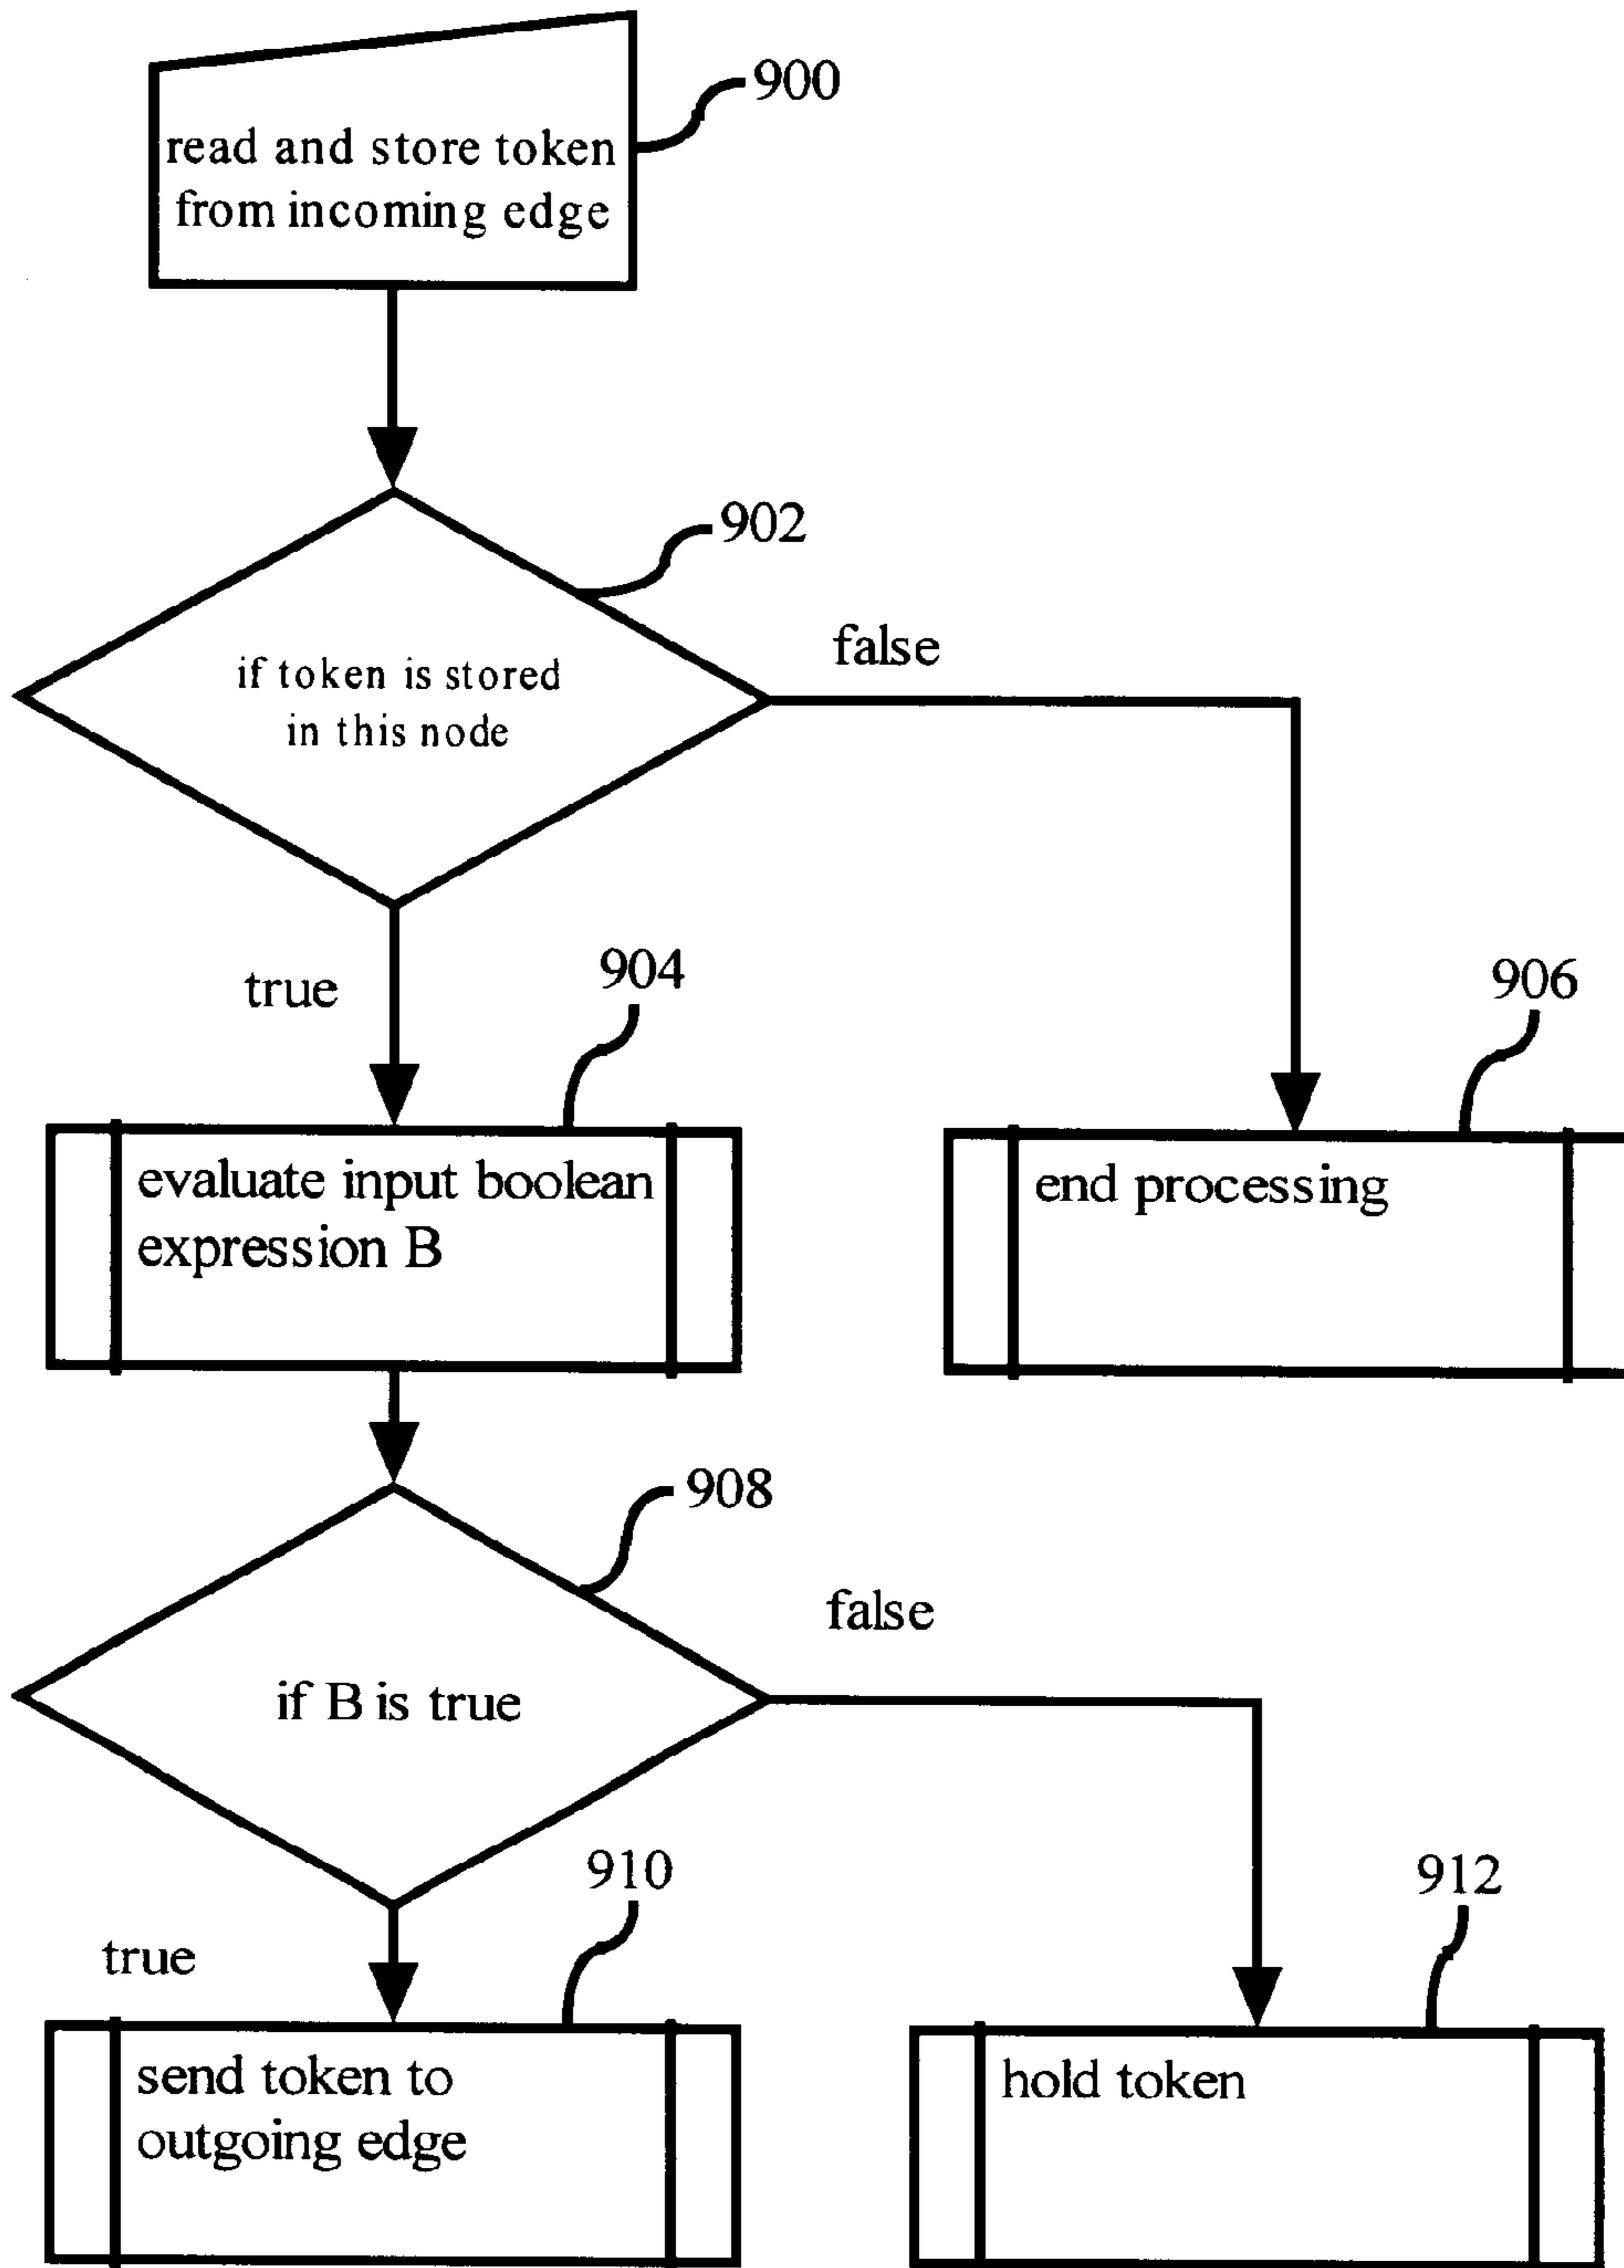 900
read and store token
from incoming edge
902
false
if token is stored
in this node
true
904
906
evaluate input boolean
expression B
end processing
908
false
if B is true
910
912
true
send token to
outgoing edge
hold token